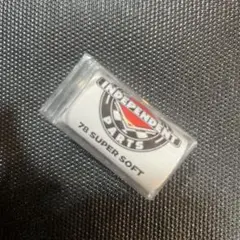 INDEPENDENT
PARTS
78 SUPER SOFT